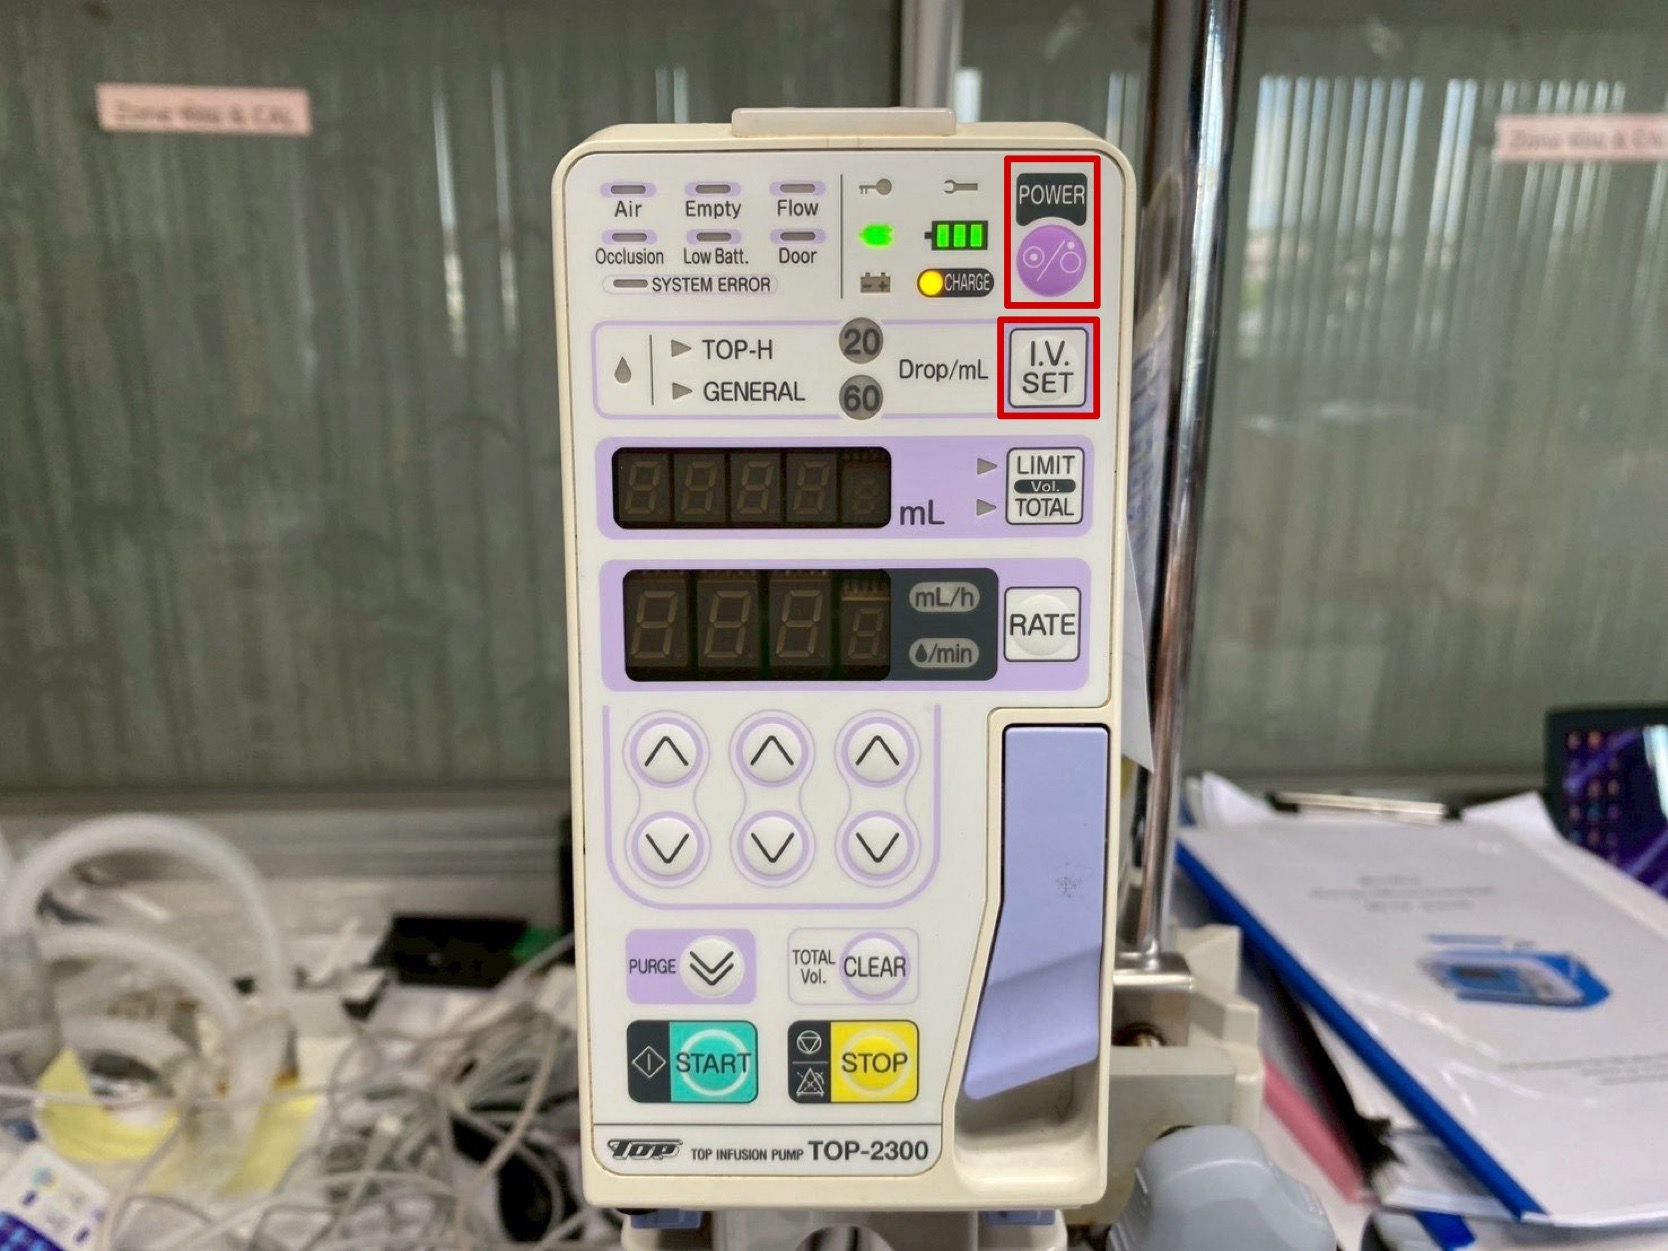 POWER
Air
Empty
Flow
Occlusion
Low Batt.
Door
SYSTEM ERROR
CHARGE
TOP-H
GENERAL
20
60
Drop/mL
I.V.
SET
mL
LIMIT
Vol.
TOTAL
mL/h
/min
RATE
PURGE
TOTAL
Vol.
CLEAR
START
STOP
TOP
TOP INFUSION PUMP TOP-2300